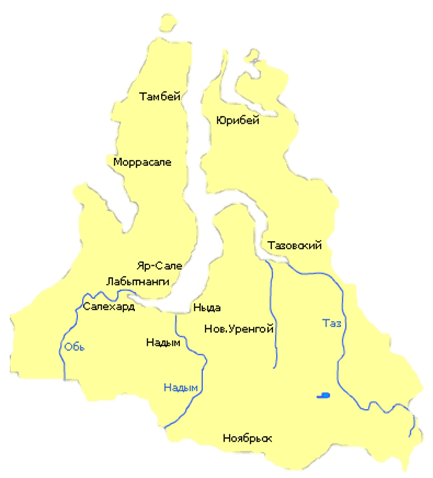 Тамбей
Юрибей
Моррасале
Тазовский
Яр-Сале
Лабытнанги
Салехард
Ныда
Нов.Уренгой
Таз
Надым
Обь
Надым
Ноябрьск